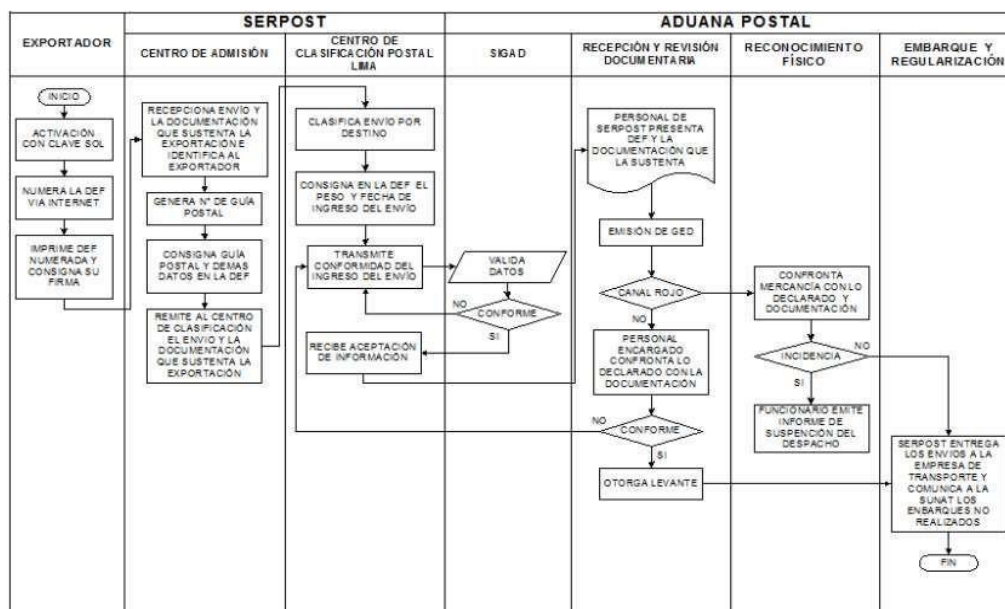 SERPOST
ADUANA POSTAL
EXPORTADOR
CENTRO DE ADMISIÓN
CENTRO DE
CLASIFICACIÓN POSTAL
LIMA
SIGAD
RECEPCIÓN Y REVISIÓN
DOCUMENTARIA
RECONOCIMIENTO
FÍSICO
EMBARQUE Y
REGULARIZACIÓN
INICIO
ACTIVACIÓN
CON CLAVE SOL
NUMERA LA DEF
VIA INTERNET
IMPRIME DEF
NUMERADA Y
CONSIGNA SU
FIRMA
RECEPCIONA ENVÍO Y
LA DOCUMENTACIÓN
QUE SUSTENTA LA
EXPORTACIÓN E
IDENTIFICA AL
EXPORTADOR
GENERA N° DE GUÍA
POSTAL
CONSIGNA GUÍA
POSTAL Y DEMAS
DATOS EN LA DEF
REMITE AL CENTRO
DE CLASIFICACIÓN
EL ENVIO Y LA
DOCUMENTACIÓN
QUE SUSTENTA LA
EXPORTACIÓN
CLASIFICA ENVÍO POR
DESTINO
CONSIGNA EN LA DEF EL
PESO Y FECHA DE
INGRESO DEL ENVÍO
TRANSMITE
CONFORMIDAD DEL
INGRESO DEL ENVÍO
RECIBE ACEPTACIÓN
DE INFORMACIÓN
VALIDA
DATOS
NO
CONFORME
SI
PERSONAL DE
SERPOST PRESENTA
DEF Y LA
DOCUMENTACIÓN QUE
LA SUSTENTA
EMISIÓN DE GED
CANAL ROJO
NO
PERSONAL
ENCARGADO
CONFRONTA LO
DECLARADO CON LA
DOCUMENTACIÓN
NO
CONFORME
SI
OTORGA LEVANTE
CONFRONTA
MERCANCÍA CON LO
DECLARADO Y
DOCUMENTACIÓN
INCIDENCIA
NO
SI
FUNCIONARIO EMITE
INFORME DE
SUSPENCIÓN DEL
DESPACHO
SERPOST ENTREGA
LOS ENVIOS A LA
EMPRESA DE
TRANSPORTE Y
COMUNICA A LA
SUNAT LOS
ENBARQUES NO
REALIZADOS
FIN